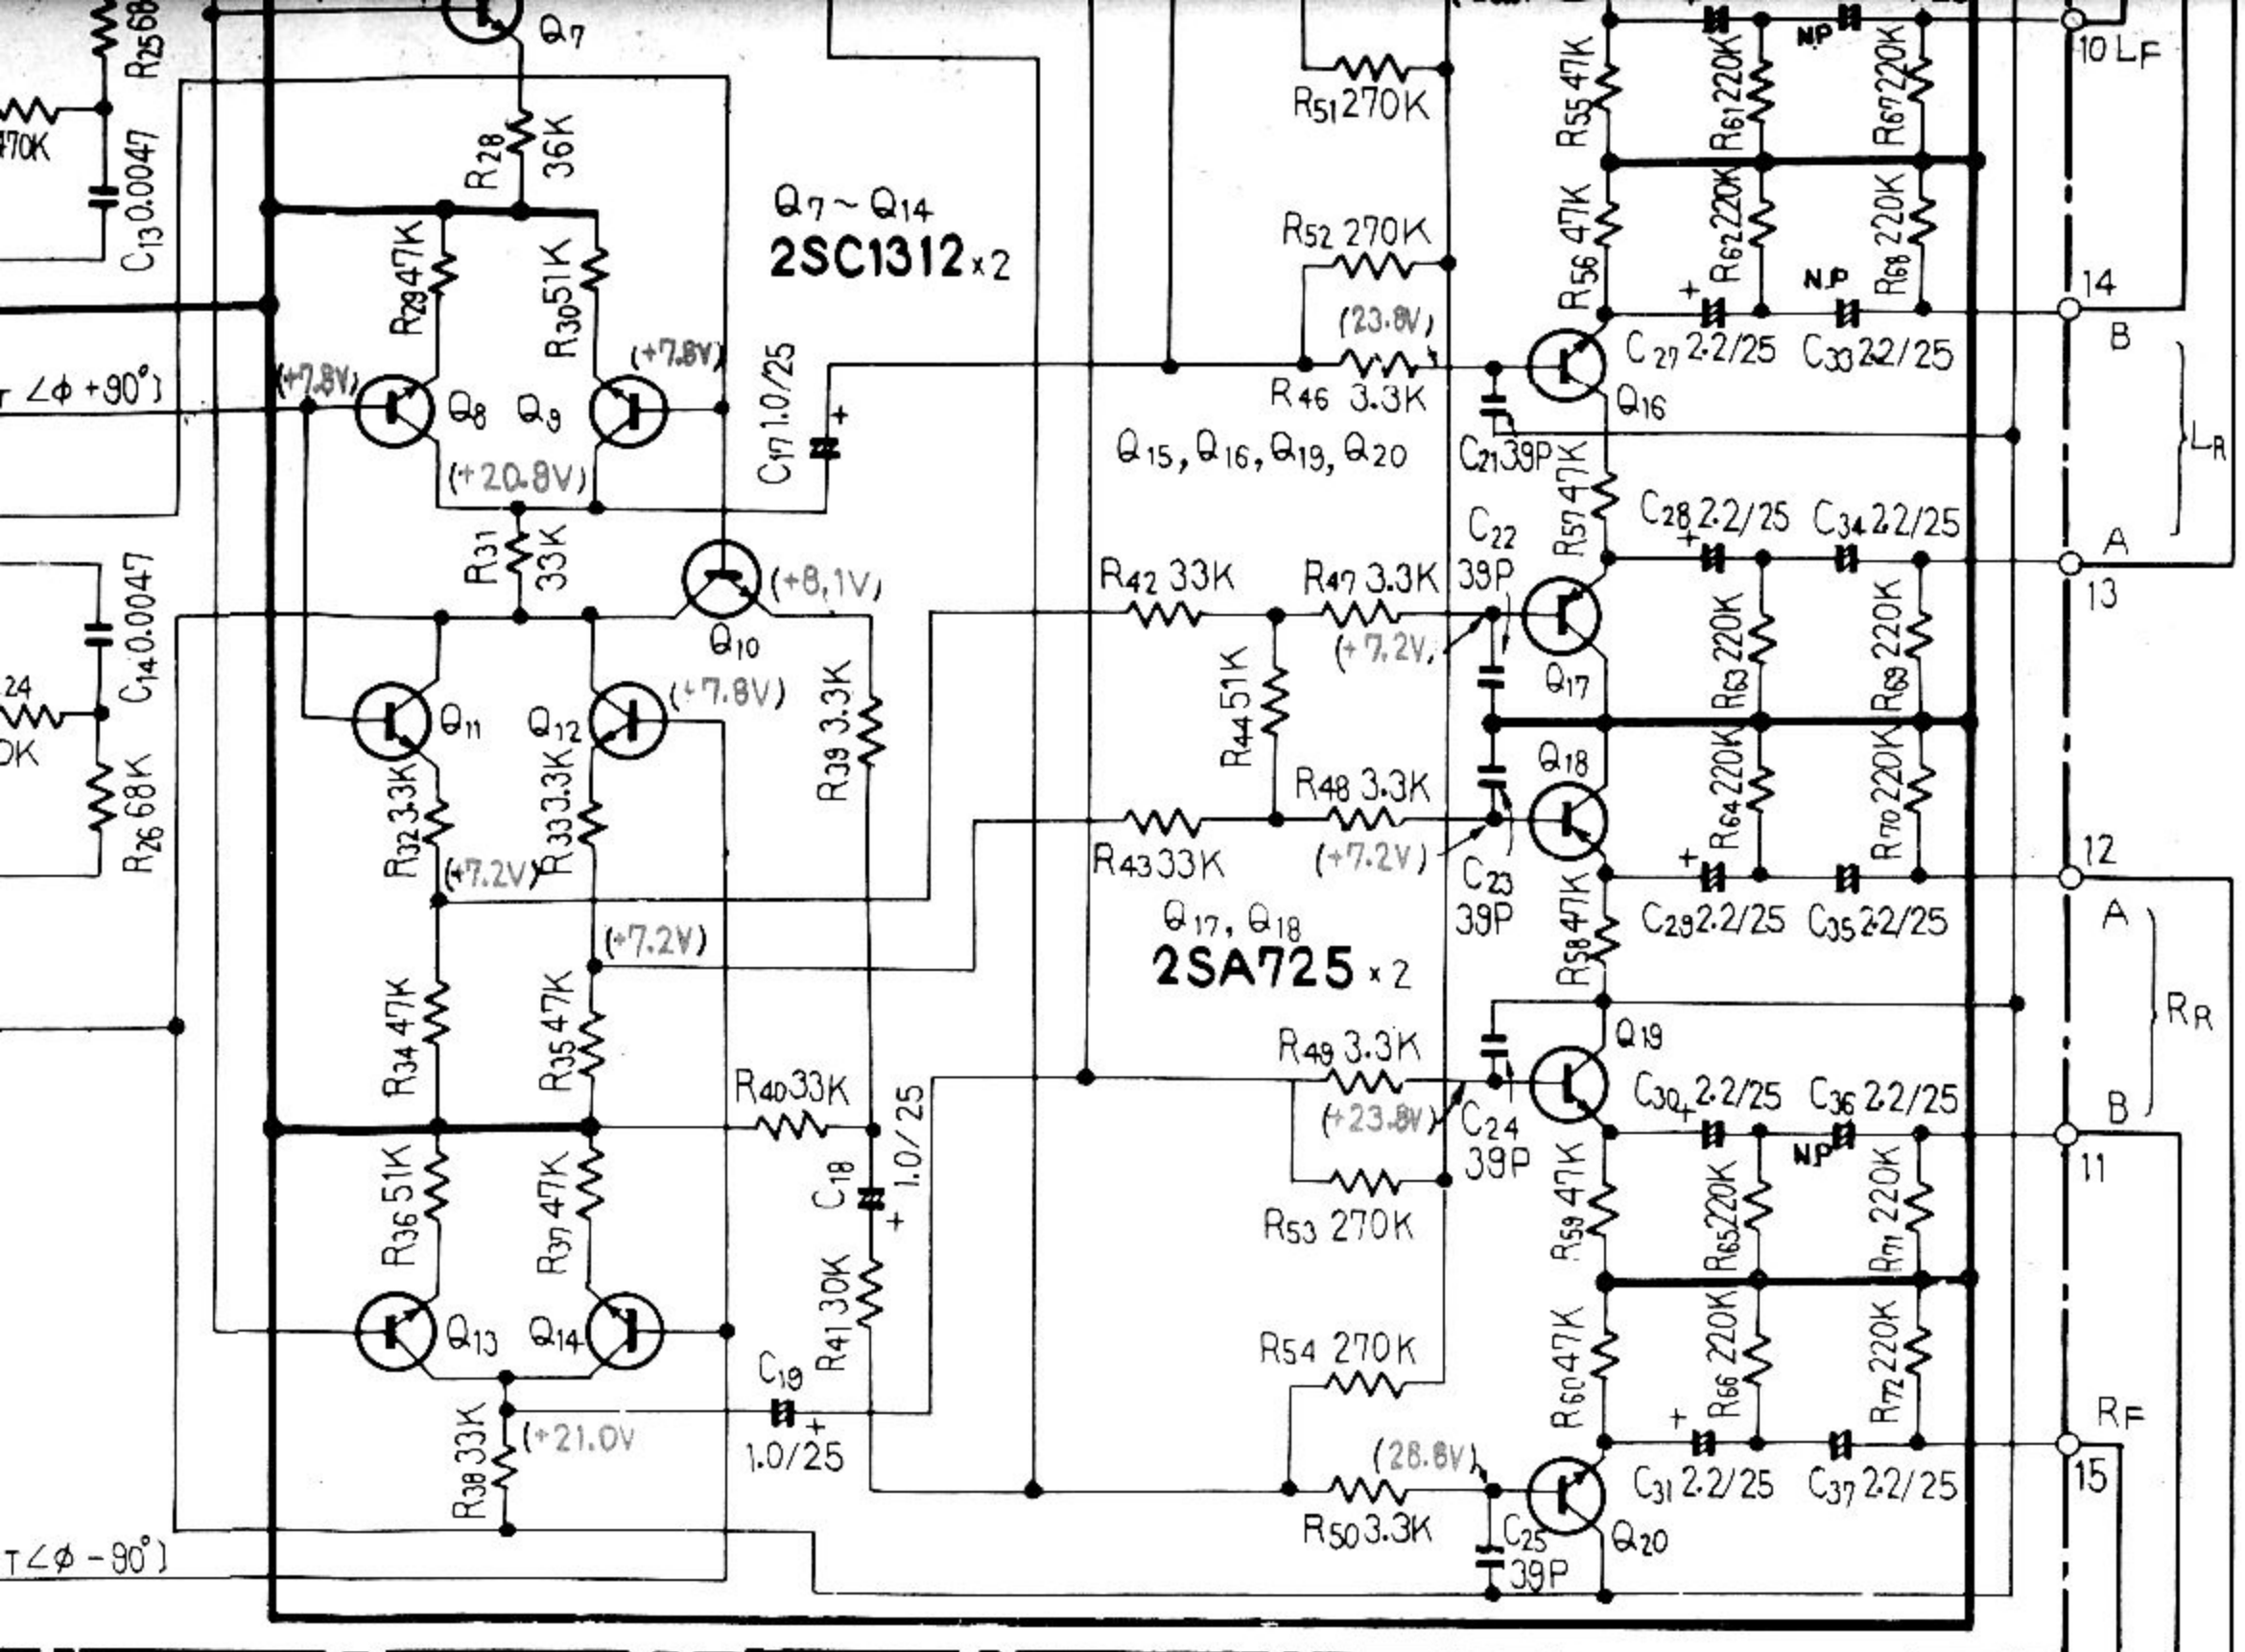 R25 68
Q7
10 LF
R51 270K
R55 47K
R61 220K
NP
R67 220K
470K
C13 0.0047
R28
36K
Q7~Q14
2SC1312 x2
R29 47K
R30 51K
R52 270K
R56 47K
R62 220K
NP
R68 220K
14
B
(23.8V)
C27 2.2/25
C33 2.2/25
T∠ϕ+90°)
(+7.8V)
(+7.8V)
Q8
Q9
C17 1.0/25
+
R46 3.3K
Q16
LR
Q15, Q16, Q19, Q20
C21 39P
(+20.8V)
R57 47K
C28 2.2/25
C34 2.2/25
A
13
R31
33K
C22
39P
R42 33K
R47 3.3K
(+8.1V)
Q10
(+7.2V)
Q17
R63 220K
R69 220K
C14 0.0047
24
0K
R26 68K
Q11
Q12
(+7.8V)
R39 3.3K
R44 51K
Q18
R32 3.3K
R33 3.3K
R48 3.3K
R64 220K
R70 220K
12
A
(+7.2V)
R43 33K
(+7.2V)
C23
39P
R58 47K
C29 2.2/25
C35 2.2/25
(+7.2V)
Q17, Q18
2SA725 x2
RR
R34 47K
R35 47K
R40 33K
C18
1.0/25
+
R49 3.3K
Q19
(+23.8V)
C24
39P
C30 2.2/25
C36 2.2/25
NP
B
11
R36 51K
R37 47K
R53 270K
R59 47K
R65 220K
R71 220K
Q13
Q14
R41 30K
R54 270K
R60 47K
R66 220K
R72 220K
RF
C19
+
1.0/25
R38 33K
(+21.0V
(28.8V)
C31 2.2/25
C37 2.2/25
15
R50 3.3K
C25
39P
Q20
T∠ϕ-90°)